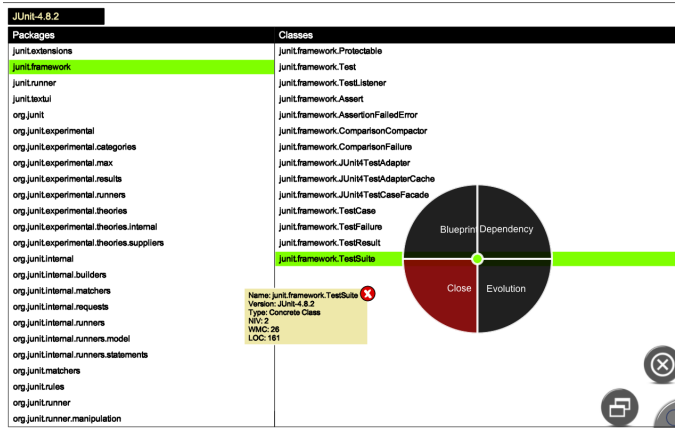 JUnit-4.8.2
Packages
Classes
junit.extensions
junit.framework.Protectable
junit.framework
junit.framework.Test
junit.runner
junit.framework.TestListener
junit.textui
junit.framework.Assert
org.junit
junit.framework.AssertionFailedError
org.junit.experimental
junit.framework.ComparisonCompactor
org.junit.experimental.categories
junit.framework.ComparisonFailure
org.junit.experimental.max
junit.framework.JUnit4TestAdapter
org.junit.experimental.results
junit.framework.JUnit4TestAdapterCache
org.junit.experimental.runners
junit.framework.JUnit4TestCaseFacade
org.junit.experimental.theories
junit.framework.TestCase
org.junit.experimental.theories.internal
junit.framework.TestFailure
org.junit.experimental.theories.suppliers
junit.framework.TestResult
org.junit.internal
junit.framework.TestSuite
org.junit.internal.builders
org.junit.internal.matchers
org.junit.internal.requests
org.junit.internal.runners
org.junit.internal.runners.model
org.junit.internal.runners.statements
org.junit.matchers
org.junit.rules
org.junit.runner
org.junit.runner.manipulation
Blueprint
Dependency
Close
Evolution
Name: junit.framework.TestSuite
Version: JUnit-4.8.2
Type: Concrete Class
NIV: 2
WMC: 26
LOC: 161